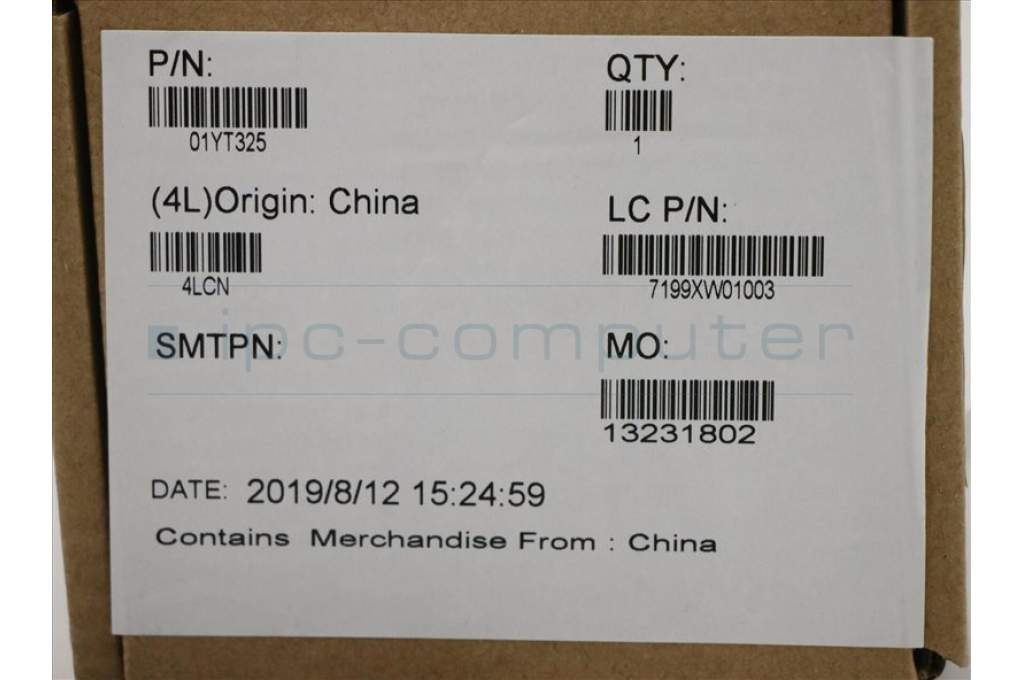 P/N:
QTY:
01YT325
1
(4L)Origin: China
LC P/N:
4LCN
7199XW01003
ipc-computer
SMTPN:
MO:
13231802
DATE: 2019/8/12 15:24:59
Contains Merchandise From : China